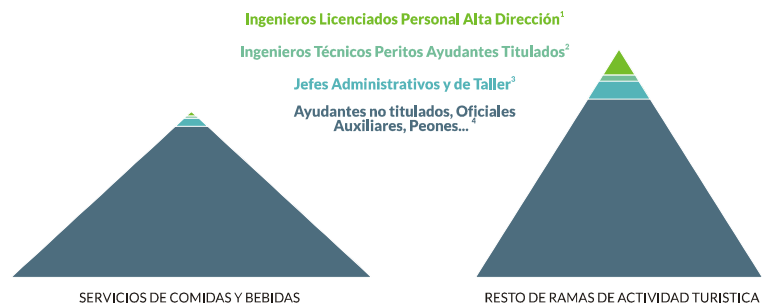 Ingenieros Licenciados Personal Alta Dirección¹
Ingenieros Técnicos Peritos Ayudantes Titulados²
Jefes Administrativos y de Taller³
Ayudantes no titulados, Oficiales
Auxiliares, Peones... ⁴
SERVICIOS DE COMIDAS Y BEBIDAS
RESTO DE RAMAS DE ACTIVIDAD TURISTICA